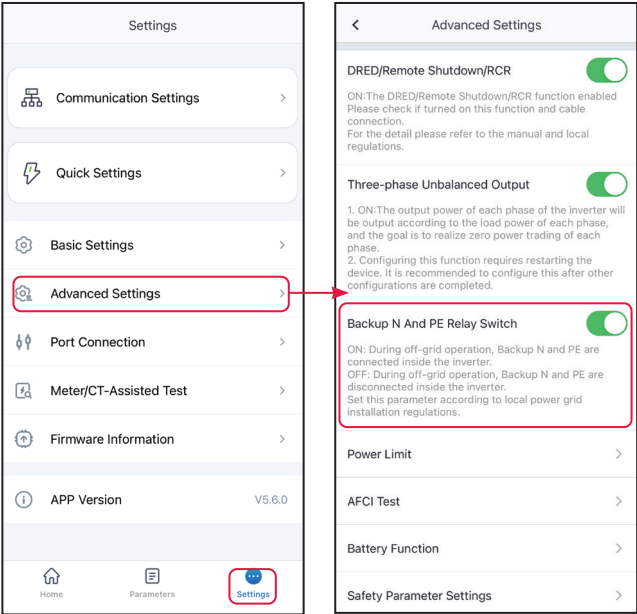 Settings
Communication Settings
Quick Settings
Basic Settings
Advanced Settings
Port Connection
Meter/CT-Assisted Test
Firmware Information
APP Version V5.6.0
Home Parameters Settings
Advanced Settings
DRED/Remote Shutdown/RCR
ON:The DRED/Remote Shutdown/RCR function enabled
Please check if turned on this function and cable
connection.
For the detail please refer to the manual and local
regulations.
Three-phase Unbalanced Output
1. ON:The output power of each phase of the inverter will
be output according to the load power of each phase,
and the goal is to realize zero power trading of each
phase.
2. Configuring this function requires restarting the
device. It is recommended to configure this after other
configurations are completed.
Backup N And PE Relay Switch
ON: During off-grid operation, Backup N and PE are
connected inside the inverter.
OFF: During off-grid operation, Backup N and PE are
disconnected inside the inverter.
Set this parameter according to local power grid
installation regulations.
Power Limit
AFCI Test
Battery Function
Safety Parameter Settings